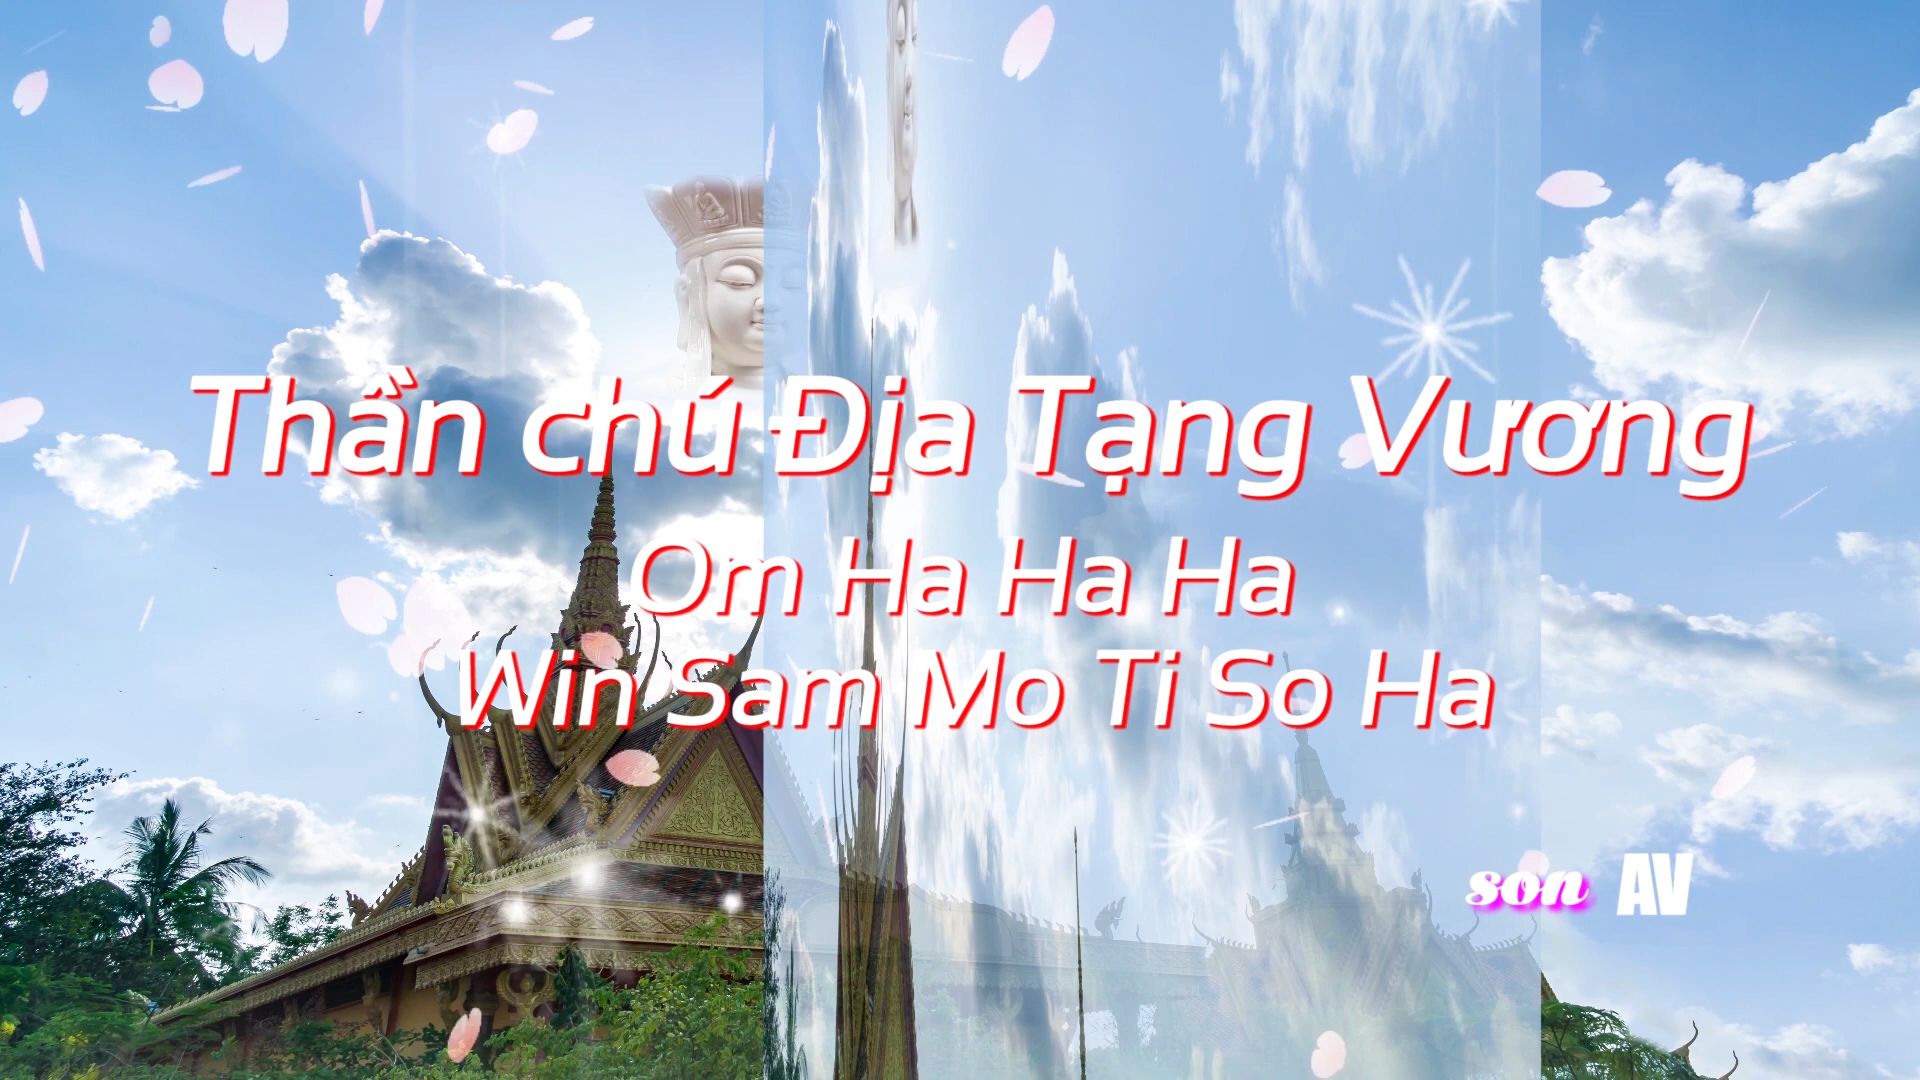 Thần chú Địa Tạng Vương
Om Ha Ha Ha
Win Sam Mo Ti So Ha
son AV